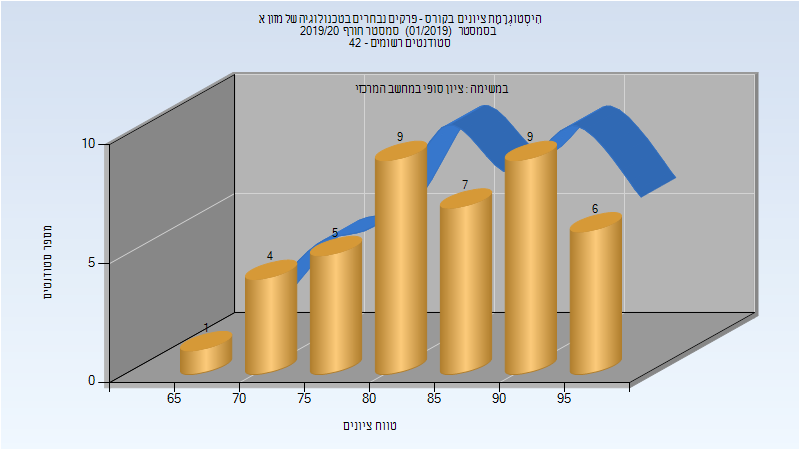 היסטוגרמת ציונים בקורס - פרקים נבחרים בטכנולוגיה של מזון א
בסמסטר (01/2019) סמסטר חורף 2019/20
סטודנטים רשומים - 42
במשימה : ציון סופי במחשב המרכזי
10
5
0
מספר סטודנטים
1
4
5
9
7
9
6
65
70
75
80
85
90
95
טווח ציונים